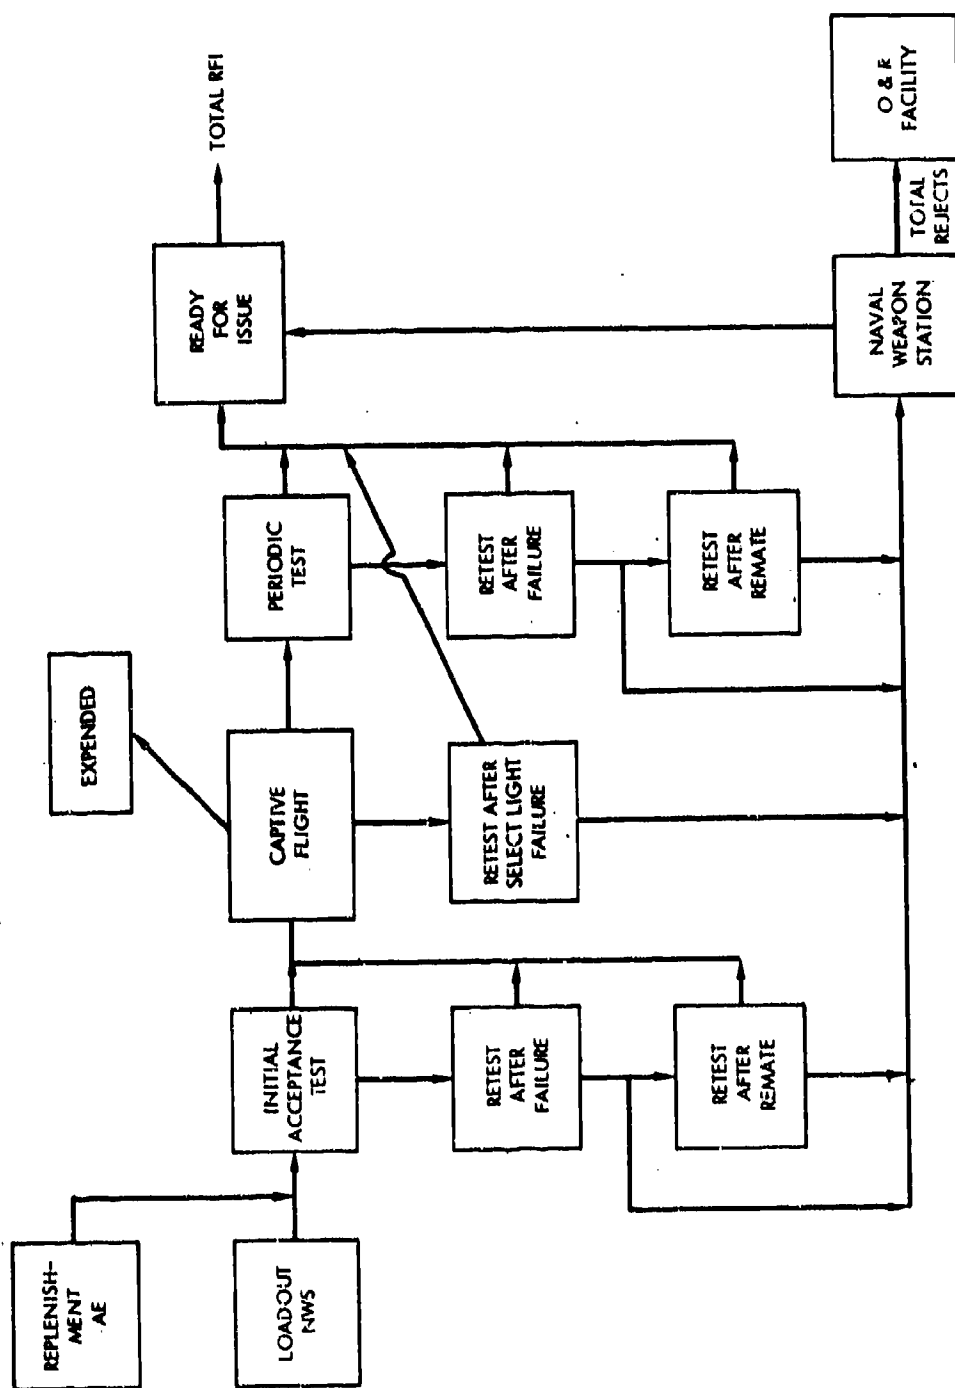 REPLENISH-
MENT
AE
LOADOUT
NWS
INITIAL
ACCEPTANCE
TEST
RETEST
AFTER
FAILURE
RETEST
AFTER
REMATE
EXPENDED
CAPTIVE
FLIGHT
RETEST AFTER
SELECT LIGHT
FAILURE
PERIODIC
TEST
RETEST
AFTER
FAILURE
RETEST
AFTER
REMATE
READY
FOR
ISSUE
TOTAL RFI
NAVAL
WEAPON
STATION
TOTAL
REJECTS
O & R
FACILITY